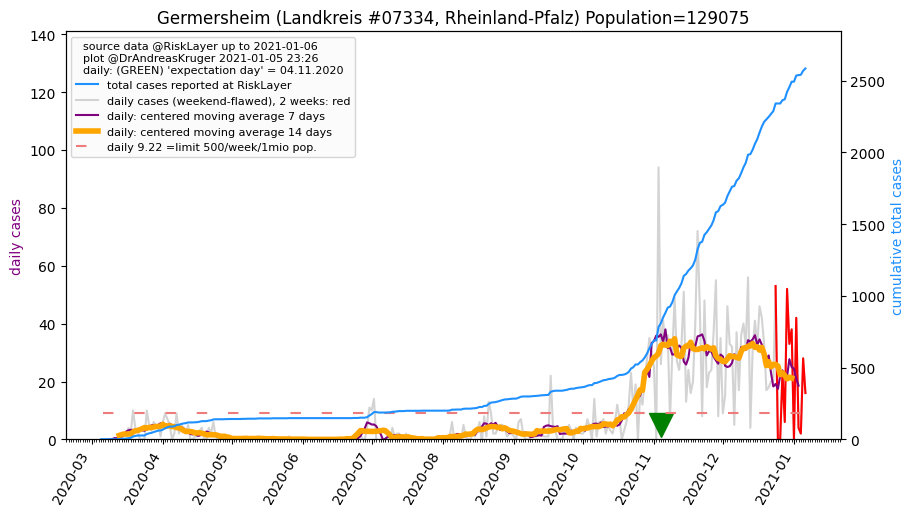 Germersheim (Landkreis #07334, Rheinland-Pfalz) Population=129075
source data @RiskLayer up to 2021-01-06
plot @DrAndreasKruger 2021-01-05 23:26
daily: (GREEN) 'expectation day' = 04.11.2020
total cases reported at RiskLayer
daily cases (weekend-flawed), 2 weeks: red
daily: centered moving average 7 days
daily: centered moving average 14 days
daily 9.22 =limit 500/week/1mio pop.
daily cases
140
120
100
80
60
40
20
0
cumulative total cases
2500
2000
1500
1000
500
0
2020-03
2020-04
2020-05
2020-06
2020-07
2020-08
2020-09
2020-10
2020-11
2020-12
2021-01